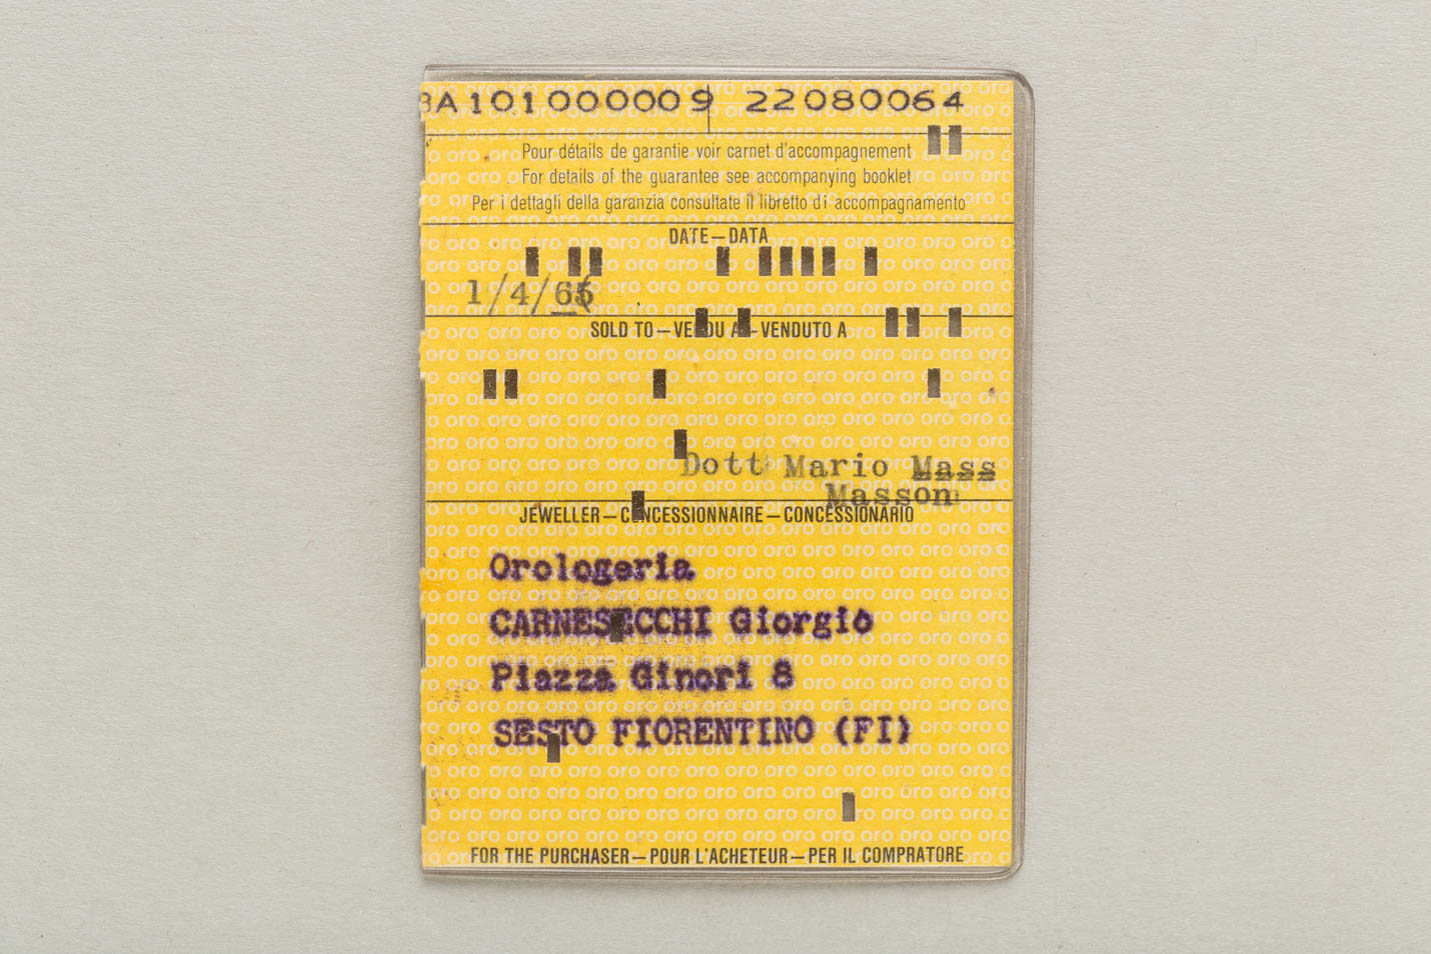 BA101000009 22080064
Pour détails de garantie voir carnet d'accompagnement
For details of the guarantee see accompanying booklet
Per i dettagli della garanzia consultate il libretto di accompagnamento
DATE—DATA
1/4/65
SOLD TO—VENDU A—VENDUTO A
Dott Mario Mass
Masson
JEWELLER—CONCESSIONNAIRE—CONCESSIONARIO
Orologeria
CARNESECCHI Giorgio
Piazza Ginori 8
SESTO FIORENTINO (FI)
FOR THE PURCHASER—POUR L'ACHETEUR—PER IL COMPRATORE